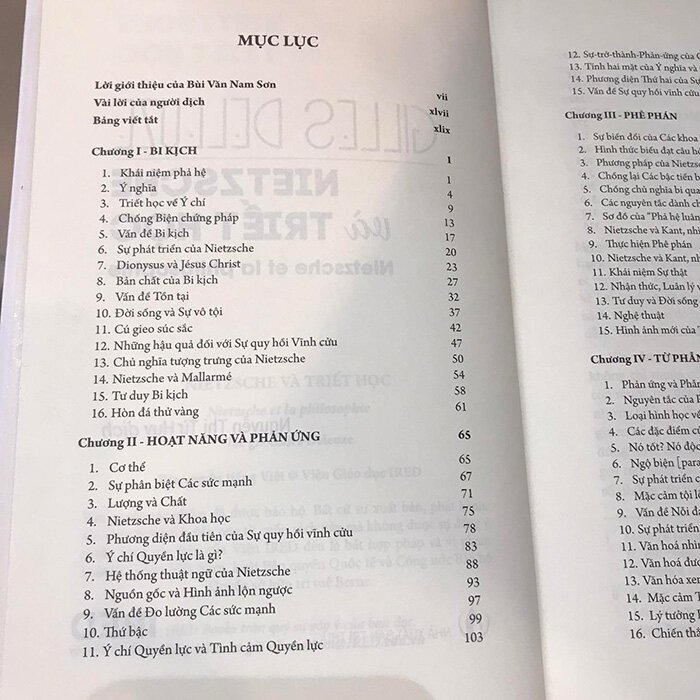 MỤC LỤC
Lời giới thiệu của Bùi Văn Nam Sơn vii
Vài lời của người dịch xlvii
Bảng viết tắt xlix
Chương I - BI KỊCH 1
1. Khái niệm phả hệ 1
2. Ý nghĩa 4
3. Triết học về Ý chí 9
4. Chống Biện chứng pháp 13
5. Vấn đề Bi kịch 17
6. Sự phát triển của Nietzsche 20
7. Dionysus và Jésus Christ 23
8. Bản chất của Bi kịch 27
9. Vấn đề Tồn tại 32
10. Đời sống và Sự vô tội 37
11. Cú gieo súc sắc 42
12. Những hậu quả đối với Sự quy hồi Vĩnh cửu 47
13. Chủ nghĩa tượng trưng của Nietzsche 50
14. Nietzsche và Mallarmé 54
15. Tư duy Bi kịch 58
16. Hòn đá thử vàng 61
Chương II - HOẠT NĂNG VÀ PHẢN ỨNG 65
1. Cơ thể 65
2. Sự phân biệt Các sức mạnh 67
3. Lượng và Chất 71
4. Nietzsche và Khoa học 75
5. Phương diện đầu tiên của Sự quy hồi vĩnh cửu 78
6. Ý chí Quyền lực là gì? 83
7. Hệ thống thuật ngữ của Nietzsche 88
8. Nguồn gốc và Hình ảnh lộn ngược 93
9. Vấn đề Đo lường Các sức mạnh 97
10. Thứ bậc 99
11. Ý chí Quyền lực và Tình cảm Quyền lực 103
12. Sự-trở-thành-Phản-ứng của
13. Tính hai mặt của Ý nghĩa và
14. Phương diện Thứ hai của Sự
15. Vấn đề Sự quy hồi vĩnh cửu
Chương III - PHÊ PHÁN
1. Sự biến đổi của Các khoa
2. Hình thức biểu đạt câu hỏ
3. Phương pháp của Nietzsch
4. Chống lại Các bậc tiền b
5. Chống chủ nghĩa bi qua
6. Các nguyên tắc dành ch
7. Sơ đồ của "Phả hệ luân
8. Nietzsche và Kant, nhì
9. Thực hiện Phê phán
10. Nietzsche và Kant, nh
11. Khái niệm Sự thật
12. Nhận thức, Luân lý v
13. Tư duy và Đời sống
14. Nghệ thuật
15. Hình ảnh mới của
Chương IV - TỪ PHẢN
1. Phản ứng và Phản
2. Nguyên tắc của P
3. Loại hình học về
4. Các đặc điểm củ
5. Nó tốt? Nó độc
6. Ngộ biện [para
7. Sự phát triển c
8. Mặc cảm tội lỗ
9. Vấn đề Nỗi đa
10. Sự phát triển
11. Văn hoá nhìn
12. Văn hoá đươ
13. Văn hóa xen
14. Mặc cảm T
15. Lý tưởng
16. Chiến thắ